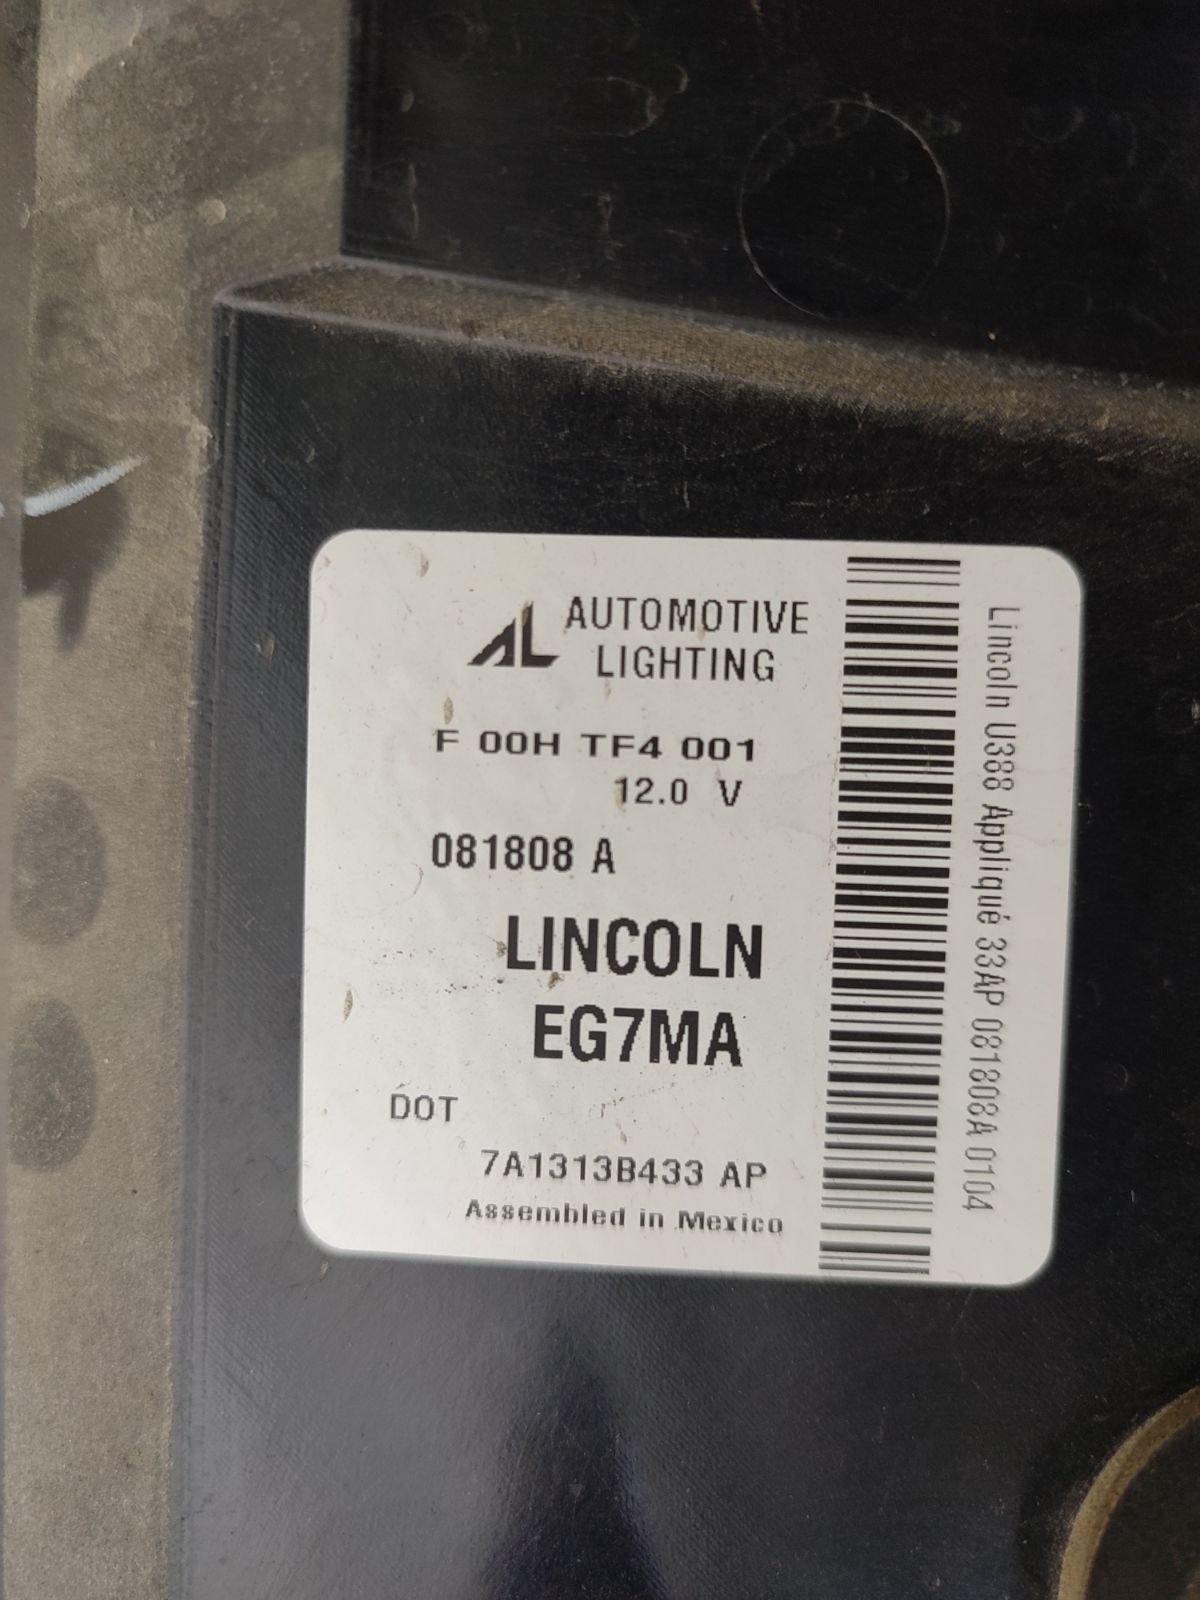 AL AUTOMOTIVE
LIGHTING
F 00H TF4 001
12.0 V
081808 A
LINCOLN
EG7MA
DOT
7A1313B433 AP
Assembled in Mexico
Lincoln U388 Appliqué 33AP 081808A 0104